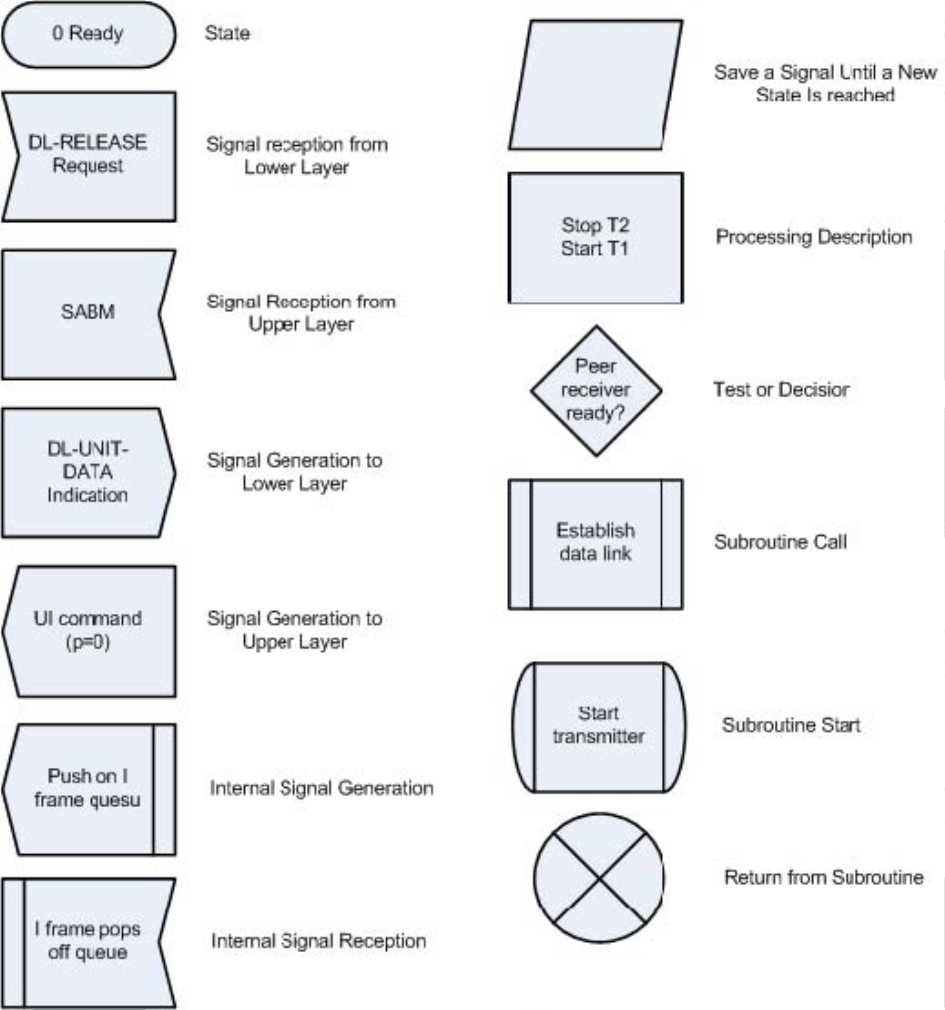 0 Ready
State
DL-RELEASE
Request
Signal reception from
Lower Layer
SABM
Signal Reception from
Upper Layer
DL-UNIT-
DATA
Indication
Signal Generation to
Lower Layer
UI command
(p=0)
Signal Generation to
Upper Layer
Push on I
frame quesu
Internal Signal Generation
I frame pops
off queue
Internal Signal Reception
Save a Signal Until a New
State Is reached
Stop T2
Start T1
Processing Description
Peer
receiver
ready?
Test or Decision
Establish
data link
Subroutine Call
Start
transmitter
Subroutine Start
Return from Subroutine